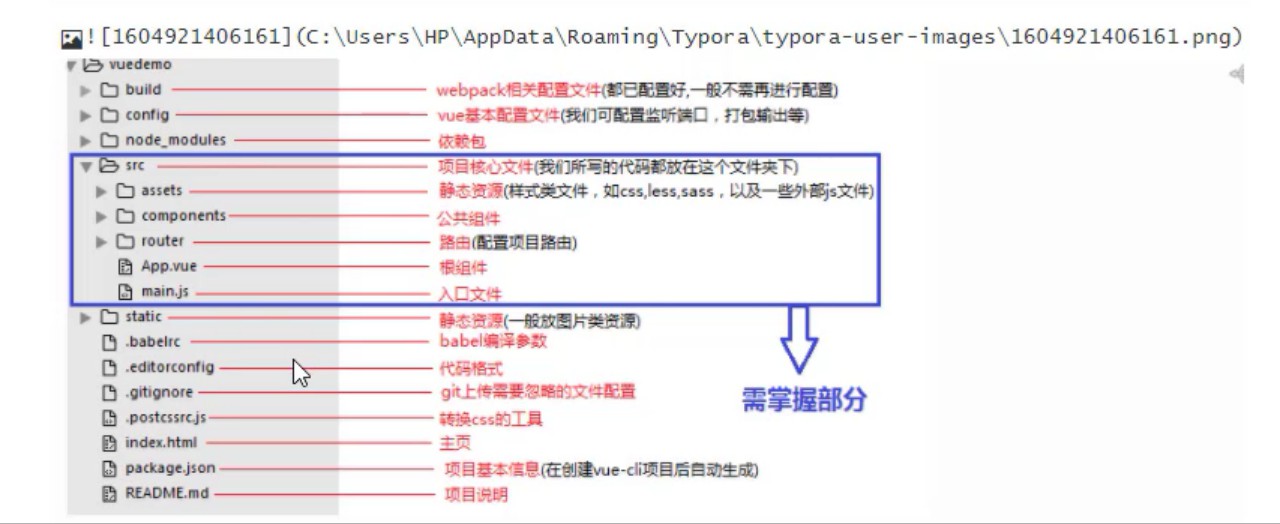 ![1604921406161](C:\Users\HP\AppData\Roaming\Typora\typora-user-images\1604921406161.png)
vuedemo
build webpack相关配置文件(都已配置好,一般不需再进行配置)
config vue基本配置文件(我们可配置监听端口，打包输出等)
node_modules 依赖包
src 项目核心文件(我们所写的代码都放在这个文件夹下)
assets 静态资源(样式类文件，如css,less,sass，以及一些外部js文件)
components 公共组件
router 路由(配置项目路由)
App.vue 根组件
main.js 入口文件
static 静态资源(一般放图片类资源)
.babelrc babel编译参数
.editorconfig 代码格式
.gitignore git上传需要忽略的文件配置
需掌握部分
.postcssrc.js 转换css的工具
index.html 主页
package.json 项目基本信息(在创建vue-cli项目后自动生成)
README.md 项目说明